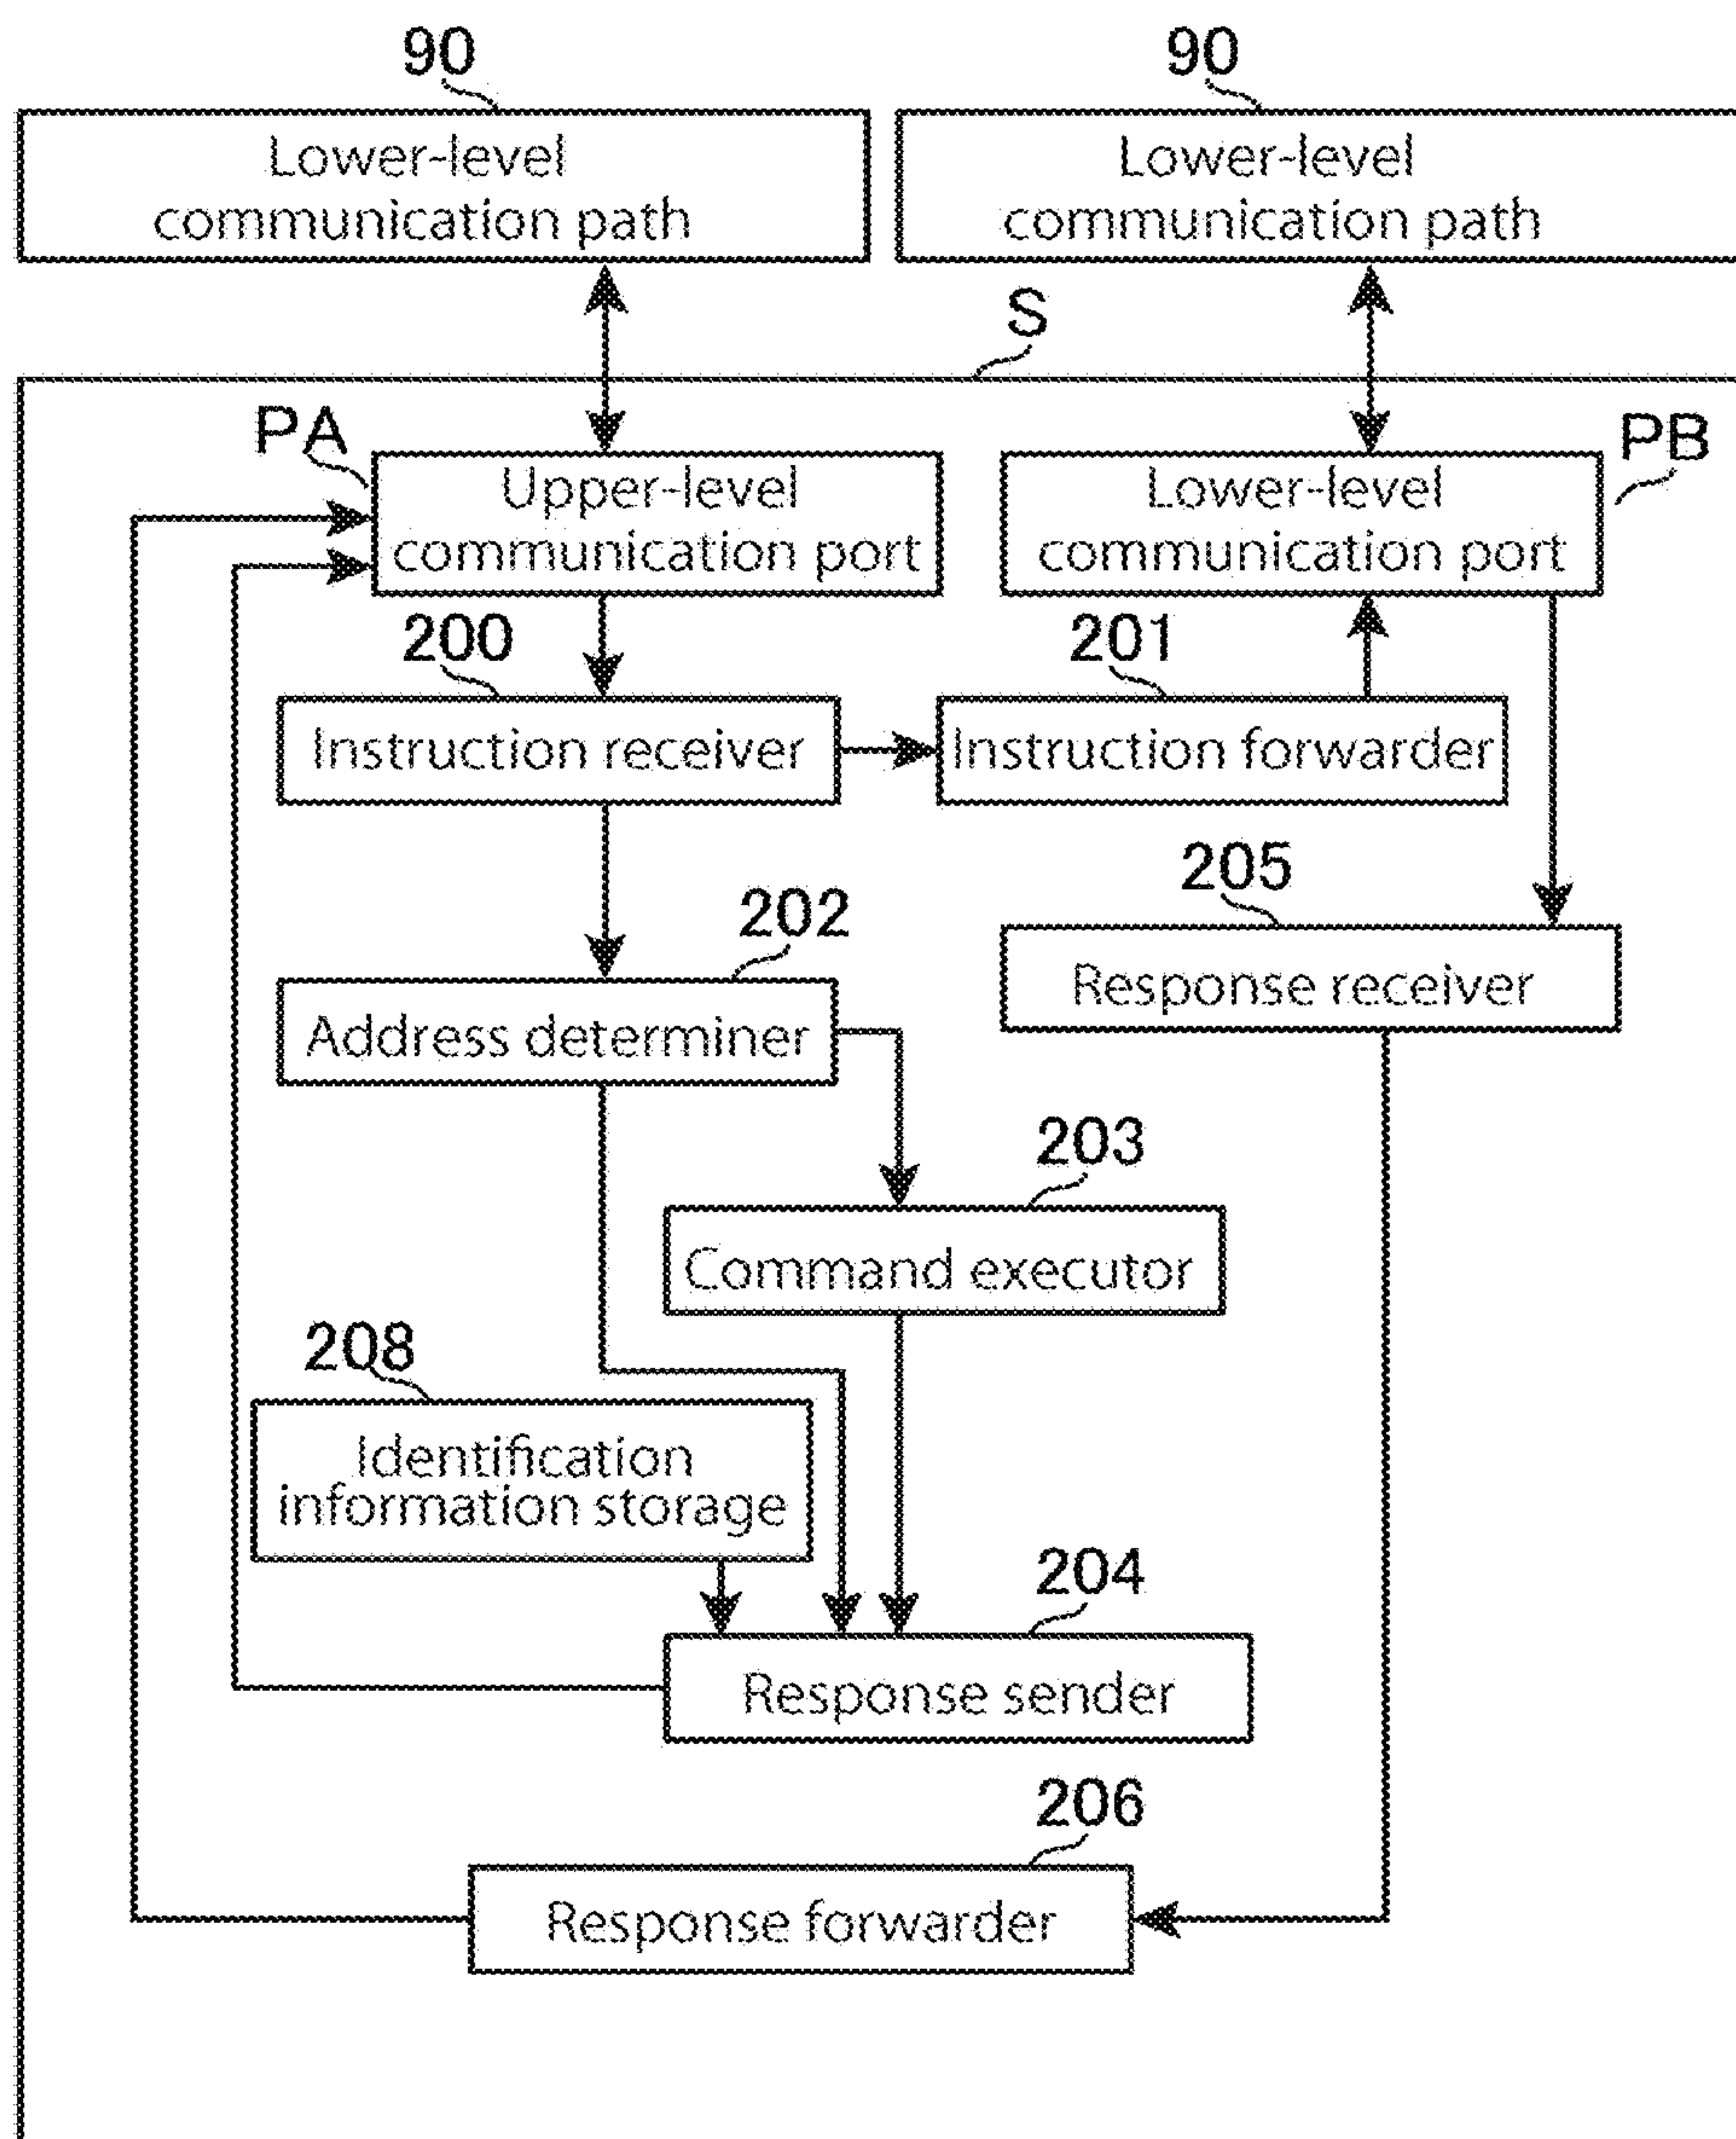 90
90
Lower-level
communication path
Lower-level
communication path
S
PA
PB
Upper-level
communication port
Lower-level
communication port
200
201
Instruction receiver
Instruction forwarder
205
202
Response receiver
Address determiner
203
Command executor
208
Identification
information storage
204
Response sender
206
Response forwarder